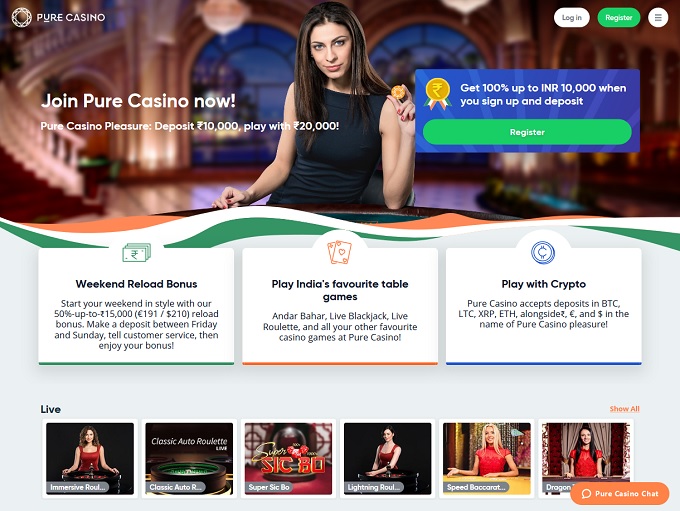 PURE CASINO
Log in
Register
Join Pure Casino now!
Pure Casino Pleasure: Deposit ₹10,000, play with ₹20,000!
Get 100% up to INR 10,000 when
you sign up and deposit
Register
Weekend Reload Bonus
Start your weekend in style with our
50%-up-to-₹15,000 (€191 / $210) reload
bonus. Make a deposit between Friday
and Sunday, tell customer service, then
enjoy your bonus!
Play India's favourite table
games
Andar Bahar, Live Blackjack, Live
Roulette, and all your other favourite
casino games at Pure Casino!
Play with Crypto
Pure Casino accepts deposits in BTC,
LTC, XRP, ETH, alongside₹, €, and $ in the
name of Pure Casino pleasure!
Live
Show All
Classic Auto Roulette
LIVE
Super
SIC BO
Immersive Roul...
Classic Auto R...
Super Sic Bo
Lightning Roul...
Speed Baccarat...
Dragon
Pure Casino Chat